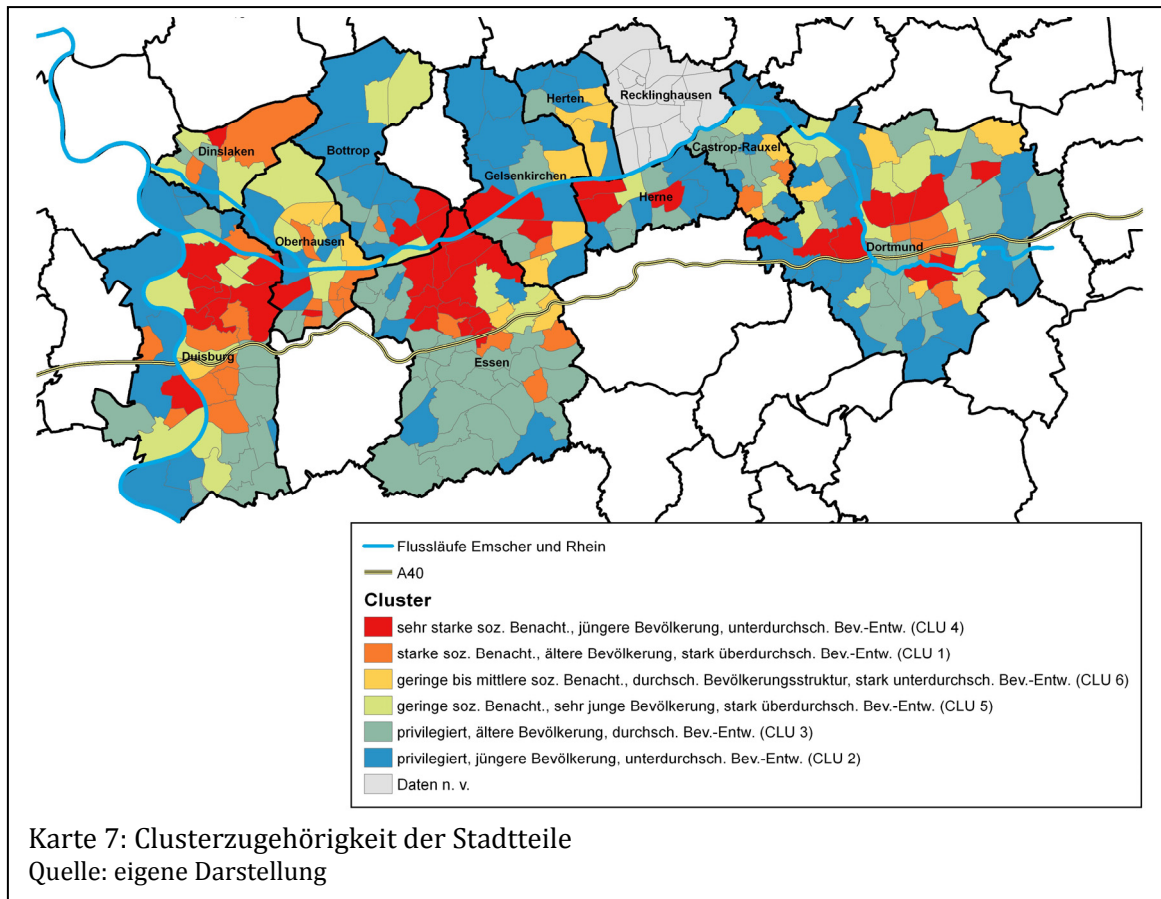 Herten
Recklinghausen
Dinslaken
Bottrop
Castrop-Rauxel
Gelsenkirchen
Herne
Oberhausen
Dortmund
Duisburg
Essen
Flussläufe Emscher und Rhein
A40
Cluster
sehr starke soz. Benacht., jüngere Bevölkerung, unterdurchsch. Bev.-Entw. (CLU 4)
starke soz. Benacht., ältere Bevölkerung, stark überdurchsch. Bev.-Entw. (CLU 1)
geringe bis mittlere soz. Benacht., durchsch. Bevölkerungsstruktur, stark unterdurchsch. Bev.-Entw. (CLU 6)
geringe soz. Benacht., sehr junge Bevölkerung, stark überdurchsch. Bev.-Entw. (CLU 5)
privilegiert, ältere Bevölkerung, durchsch. Bev.-Entw. (CLU 3)
privilegiert, jüngere Bevölkerung, unterdurchsch. Bev.-Entw. (CLU 2)
Daten n. v.
Karte 7: Clusterzugehörigkeit der Stadtteile
Quelle: eigene Darstellung